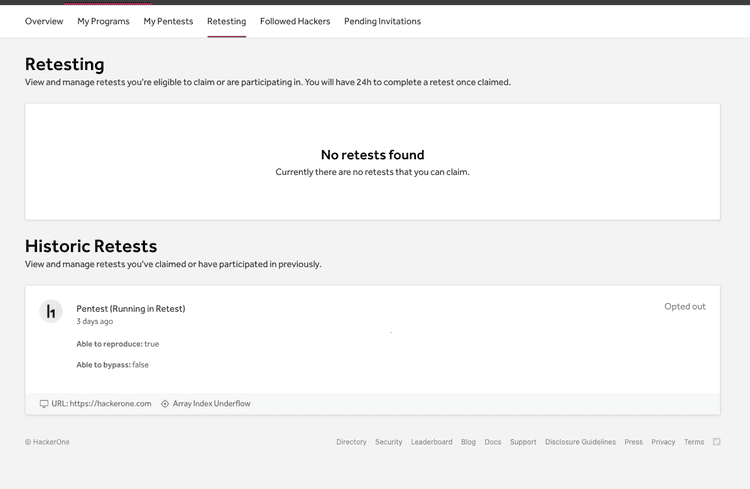 Overview My Programs My Pentests Retesting Followed Hackers Pending Invitations
Retesting
View and manage retests you're eligible to claim or are participating in. You will have 24h to complete a retest once claimed.
No retests found
Currently there are no retests that you can claim.
Historic Retests
View and manage retests you've claimed or have participated in previously.
Pentest (Running in Retest)
Opted out
3 days ago
Able to reproduce: true
Able to bypass: false
URL: https://hackerone.com Array Index Underflow
© HackerOne Directory Security Leaderboard Blog Docs Support Disclosure Guidelines Press Privacy Terms